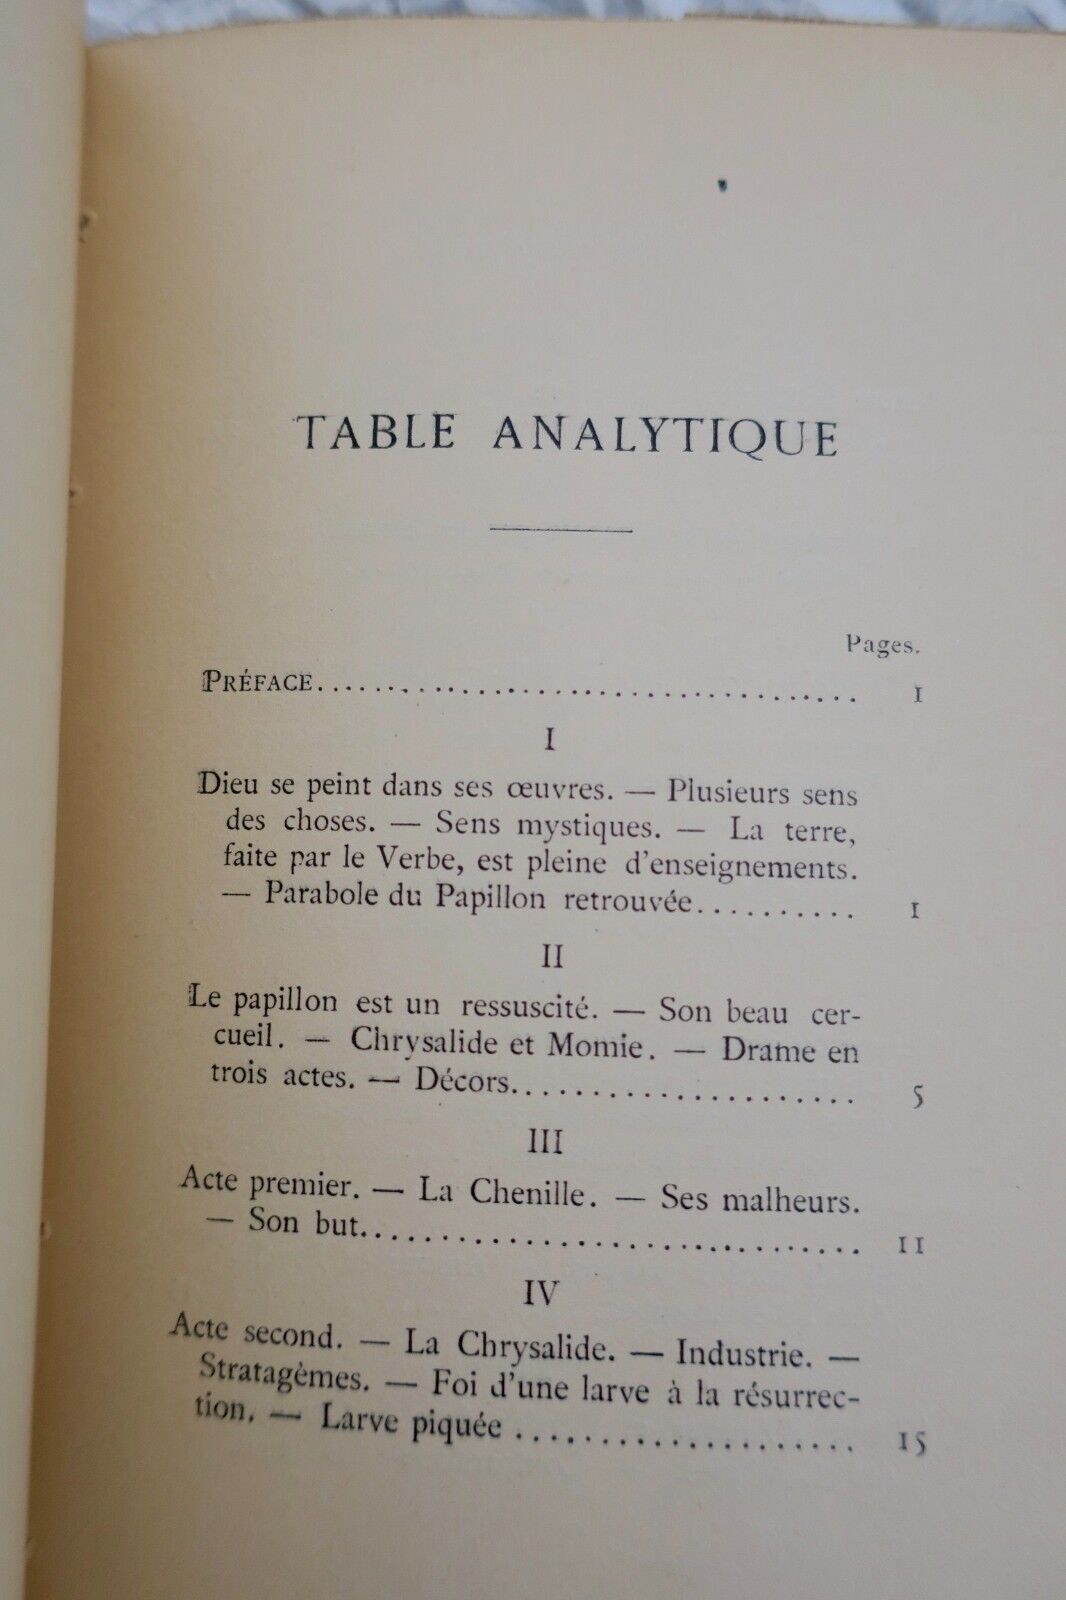 TABLE ANALYTIQUE
Pages.
PRÉFACE....................................... I
I
Dieu se peint dans ses œuvres. — Plusieurs sens
des choses. — Sens mystiques. — La terre,
faite par le Verbe, est pleine d'enseignements.
— Parabole du Papillon retrouvée.......... I
II
Le papillon est un ressuscité. — Son beau cer-
cueil. — Chrysalide et Momie. — Drame en
trois actes. — Décors...................... 5
III
Acte premier. — La Chenille. — Ses malheurs.
— Son but................................ 11
IV
Acte second. — La Chrysalide. — Industrie. —
Stratagèmes. — Foi d'une larve à la résurrec-
tion. — Larve piquée .................... 15